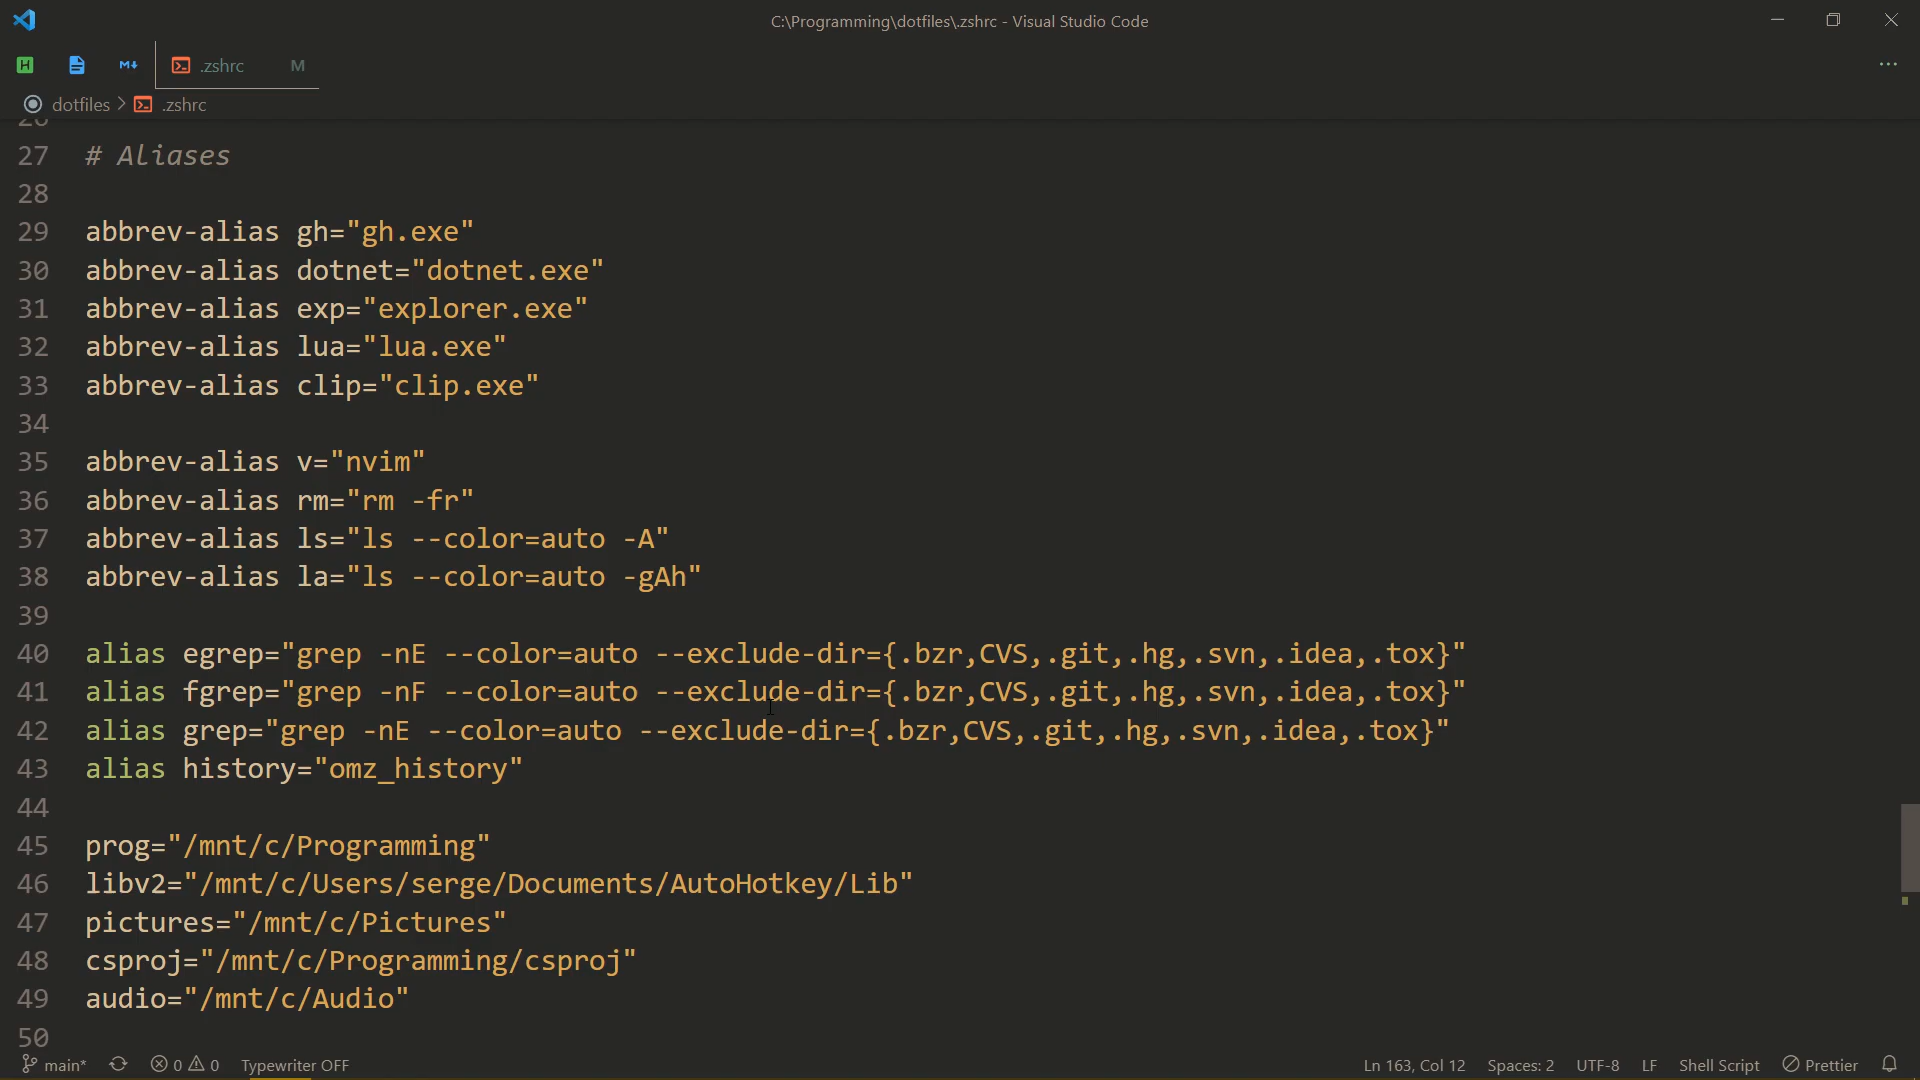 C:\Programming\dotfiles\.zshrc - Visual Studio Code
.zshrc M
dotfiles > .zshrc
26
27 # Aliases
28
29 abbrev-alias gh="gh.exe"
30 abbrev-alias dotnet="dotnet.exe"
31 abbrev-alias exp="explorer.exe"
32 abbrev-alias lua="lua.exe"
33 abbrev-alias clip="clip.exe"
34
35 abbrev-alias v="nvim"
36 abbrev-alias rm="rm -fr"
37 abbrev-alias ls="ls --color=auto -A"
38 abbrev-alias la="ls --color=auto -gAh"
39
40 alias egrep="grep -nE --color=auto --exclude-dir={.bzr,CVS,.git,.hg,.svn,.idea,.tox}"
41 alias fgrep="grep -nF --color=auto --exclude-dir={.bzr,CVS,.git,.hg,.svn,.idea,.tox}"
42 alias grep="grep -nE --color=auto --exclude-dir={.bzr,CVS,.git,.hg,.svn,.idea,.tox}"
43 alias history="omz_history"
44
45 prog="/mnt/c/Programming"
46 libv2="/mnt/c/Users/serge/Documents/AutoHotkey/Lib"
47 pictures="/mnt/c/Pictures"
48 csproj="/mnt/c/Programming/csproj"
49 audio="/mnt/c/Audio"
50
main* 0 0 Typewriter OFF Ln 163, Col 12 Spaces: 2 UTF-8 LF Shell Script Prettier